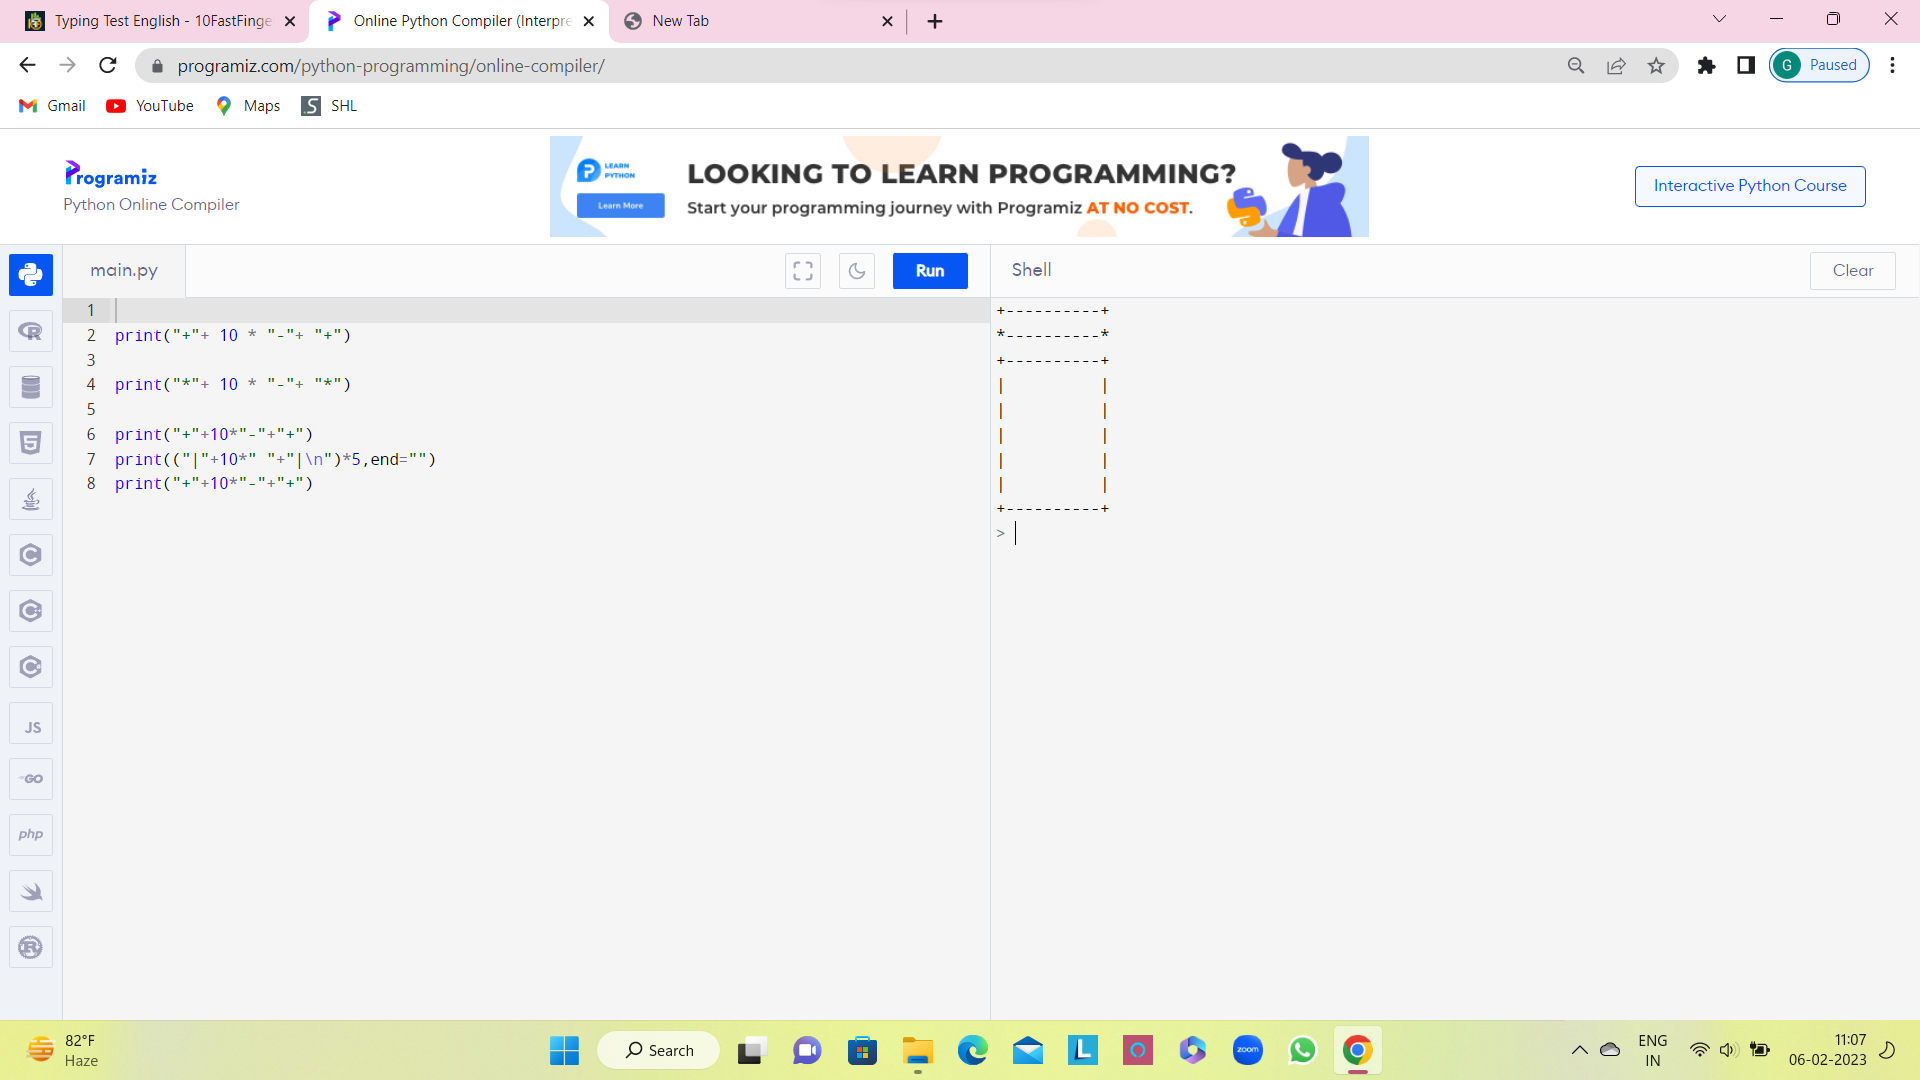 Typing Test English - 10FastFinge
Online Python Compiler (Interpre
New Tab
programiz.com/python-programming/online-compiler/
G Paused
Gmail YouTube Maps SHL
Programiz
Python Online Compiler
LEARN
PYTHON
Learn More
LOOKING TO LEARN PROGRAMMING?
Start your programming journey with Programiz AT NO COST.
Interactive Python Course
main.py
Run
Shell
Clear
1
2 print("+"+ 10 * "-"+ "+")
3
4 print("*"+ 10 * "-"+ "*")
5
6 print("+"+10*"-"+"+")
7 print(("|"+10*" "+"|\n")*5,end="")
8 print("+"+10*"-"+"+")
+----------+
*----------*
+----------+
|          |
|          |
|          |
|          |
|          |
+----------+
>
JS
GO
php
82°F
Haze
Search
zoom
ENG
IN
11:07
06-02-2023